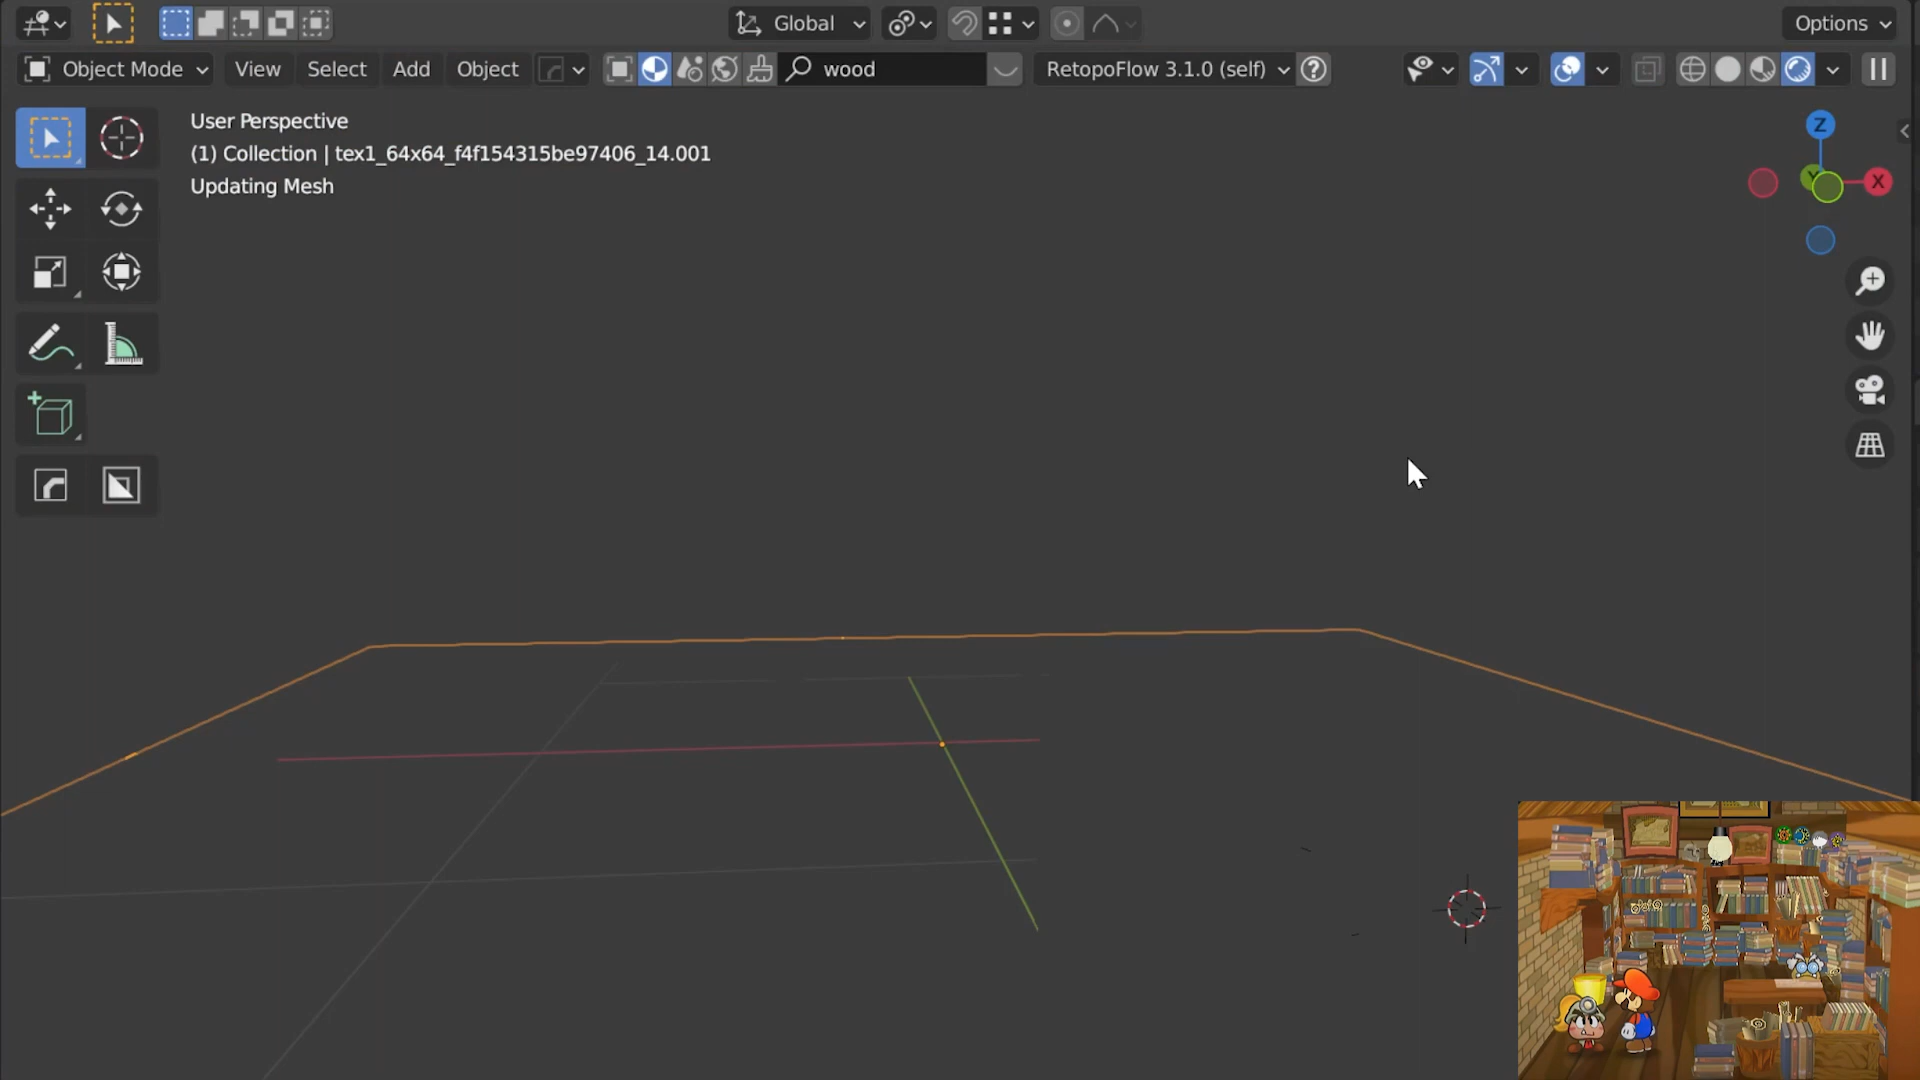 Global
Options
Object Mode
View
Select
Add
Object
wood
RetopoFlow 3.1.0 (self)
User Perspective
(1) Collection | tex1_64x64_f4f154315be97406_14.001
Updating Mesh
Z
Y
X